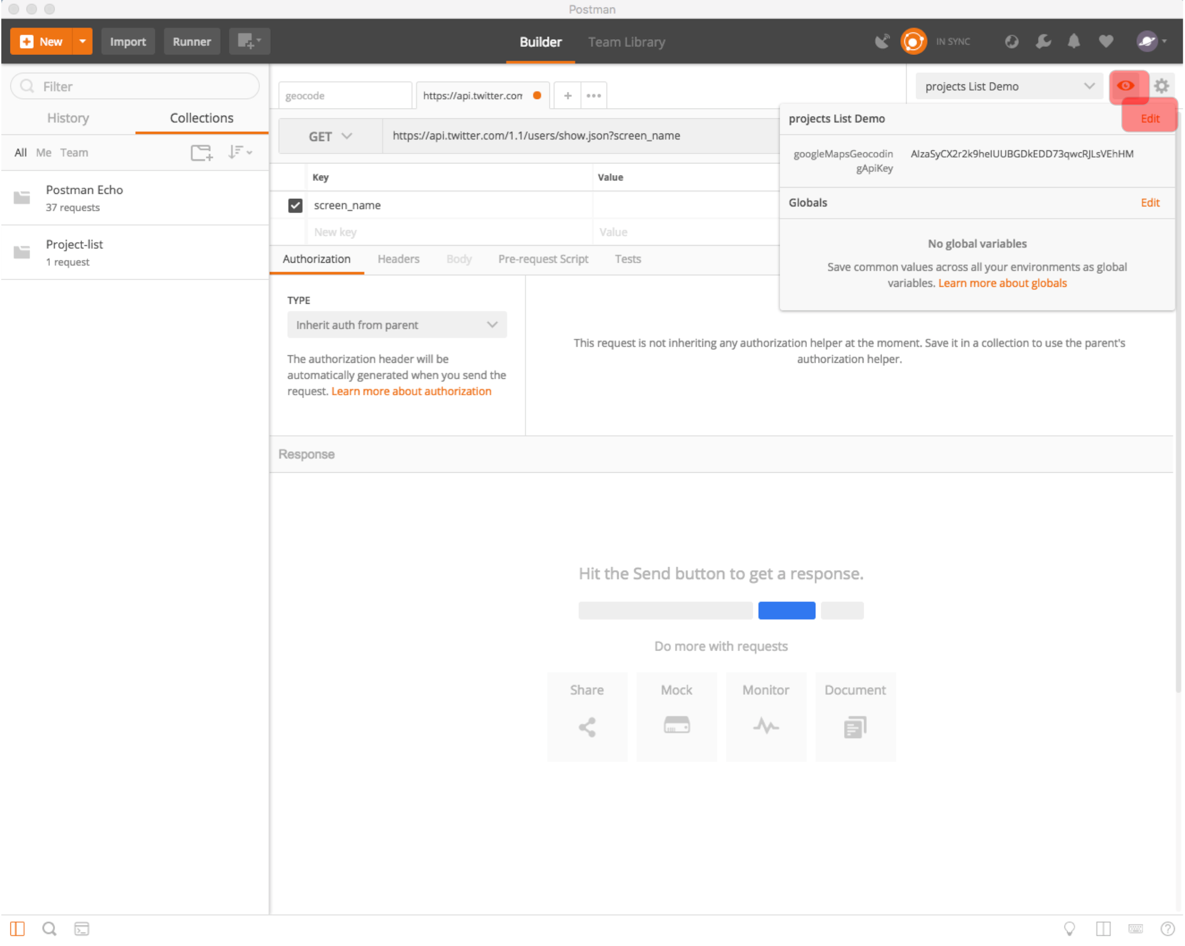 Postman
New
Import
Runner
Builder
Team Library
IN SYNC
Filter
History
Collections
All Me Team
Postman Echo
37 requests
Project-list
1 request
geocode
https://api.twitter.com
+
•••
projects List Demo
GET
https://api.twitter.com/1.1/users/show.json?screen_name
Key
Value
screen_name
New key
Value
Authorization
Headers
Body
Pre-request Script
Tests
TYPE
Inherit auth from parent
The authorization header will be
automatically generated when you send the
request. Learn more about authorization
This request is not inheriting any authorization helper at the moment. Save it in a collection to use the parent's
authorization helper.
projects List Demo
Edit
googleMapsGeocodin
gApiKey
AIzaSyCX2r2k9heIUUBGDkEDD73qwcRJLsVEhHM
Globals
Edit
No global variables
Save common values across all your environments as global
variables. Learn more about globals
Response
Hit the Send button to get a response.
Do more with requests
Share
Mock
Monitor
Document